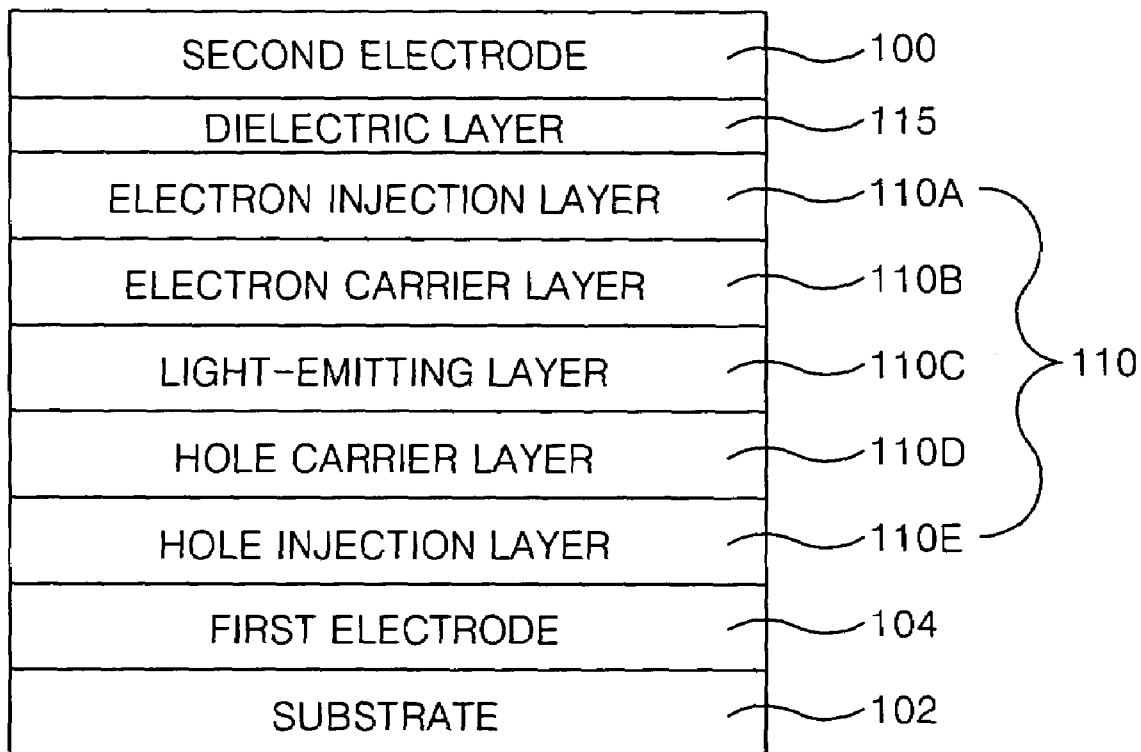 SECOND ELECTRODE 100
DIELECTRIC LAYER 115
ELECTRON INJECTION LAYER 110A
ELECTRON CARRIER LAYER 110B
LIGHT-EMITTING LAYER 110C
110
HOLE CARRIER LAYER 110D
HOLE INJECTION LAYER 110E
FIRST ELECTRODE 104
SUBSTRATE 102